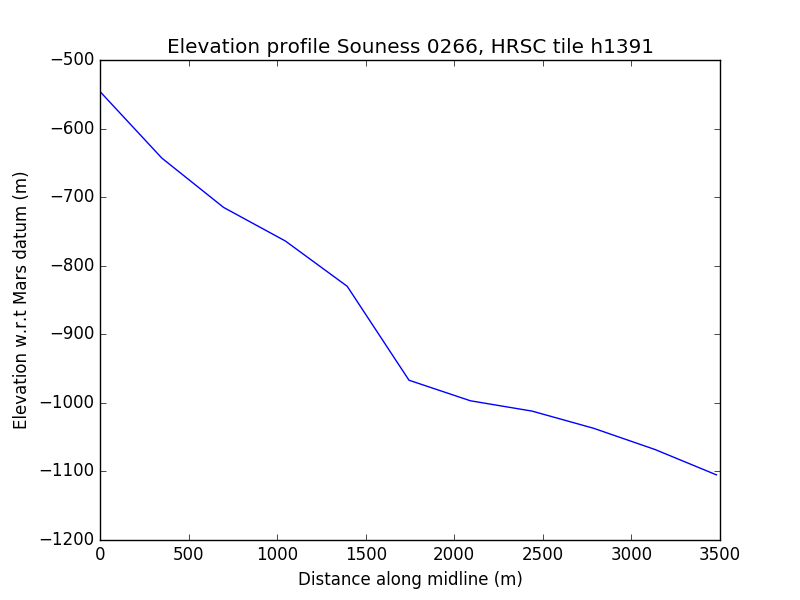 Elevation profile Souness 0266, HRSC tile h1391
−500
−600
−700
−800
−900
−1000
−1100
−1200
Elevation w.r.t Mars datum (m)
0 500 1000 1500 2000 2500 3000 3500
Distance along midline (m)